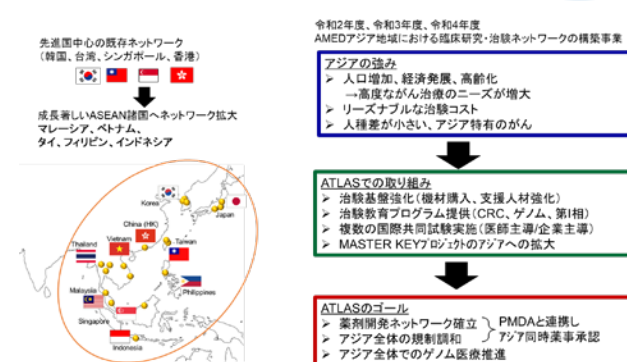 先進国中心の既存ネットワーク
(韓国、台湾、シンガポール、香港)
成長著しいASEAN諸国へネットワーク拡大
マレーシア、ベトナム、
タイ、フィリピン、インドネシア
Korea
Japan
China (HK)
Thailand
Vietnam
Taiwan
Malaysia
Philippines
Singapore
Indonesia
令和2年度、令和3年度、令和4年度
AMEDアジア地域における臨床研究・治験ネットワークの構築事業
アジアの強み
➢ 人口増加、経済発展、高齢化
→高度ながん治療のニーズが増大
➢ リーズナブルな治験コスト
➢ 人種差が小さい、アジア特有のがん
ATLASでの取り組み
➢ 治験基盤強化(機材購入、支援人材強化)
➢ 治験教育プログラム提供(CRC、ゲノム、第I相)
➢ 複数の国際共同試験実施(医師主導/企業主導)
➢ MASTER KEYプロジェクトのアジアへの拡大
ATLASのゴール
➢ 薬剤開発ネットワーク確立
➢ アジア全体の規制調和
PMDAと連携し
アジア同時薬事承認
➢ アジア全体でのゲノム医療推進